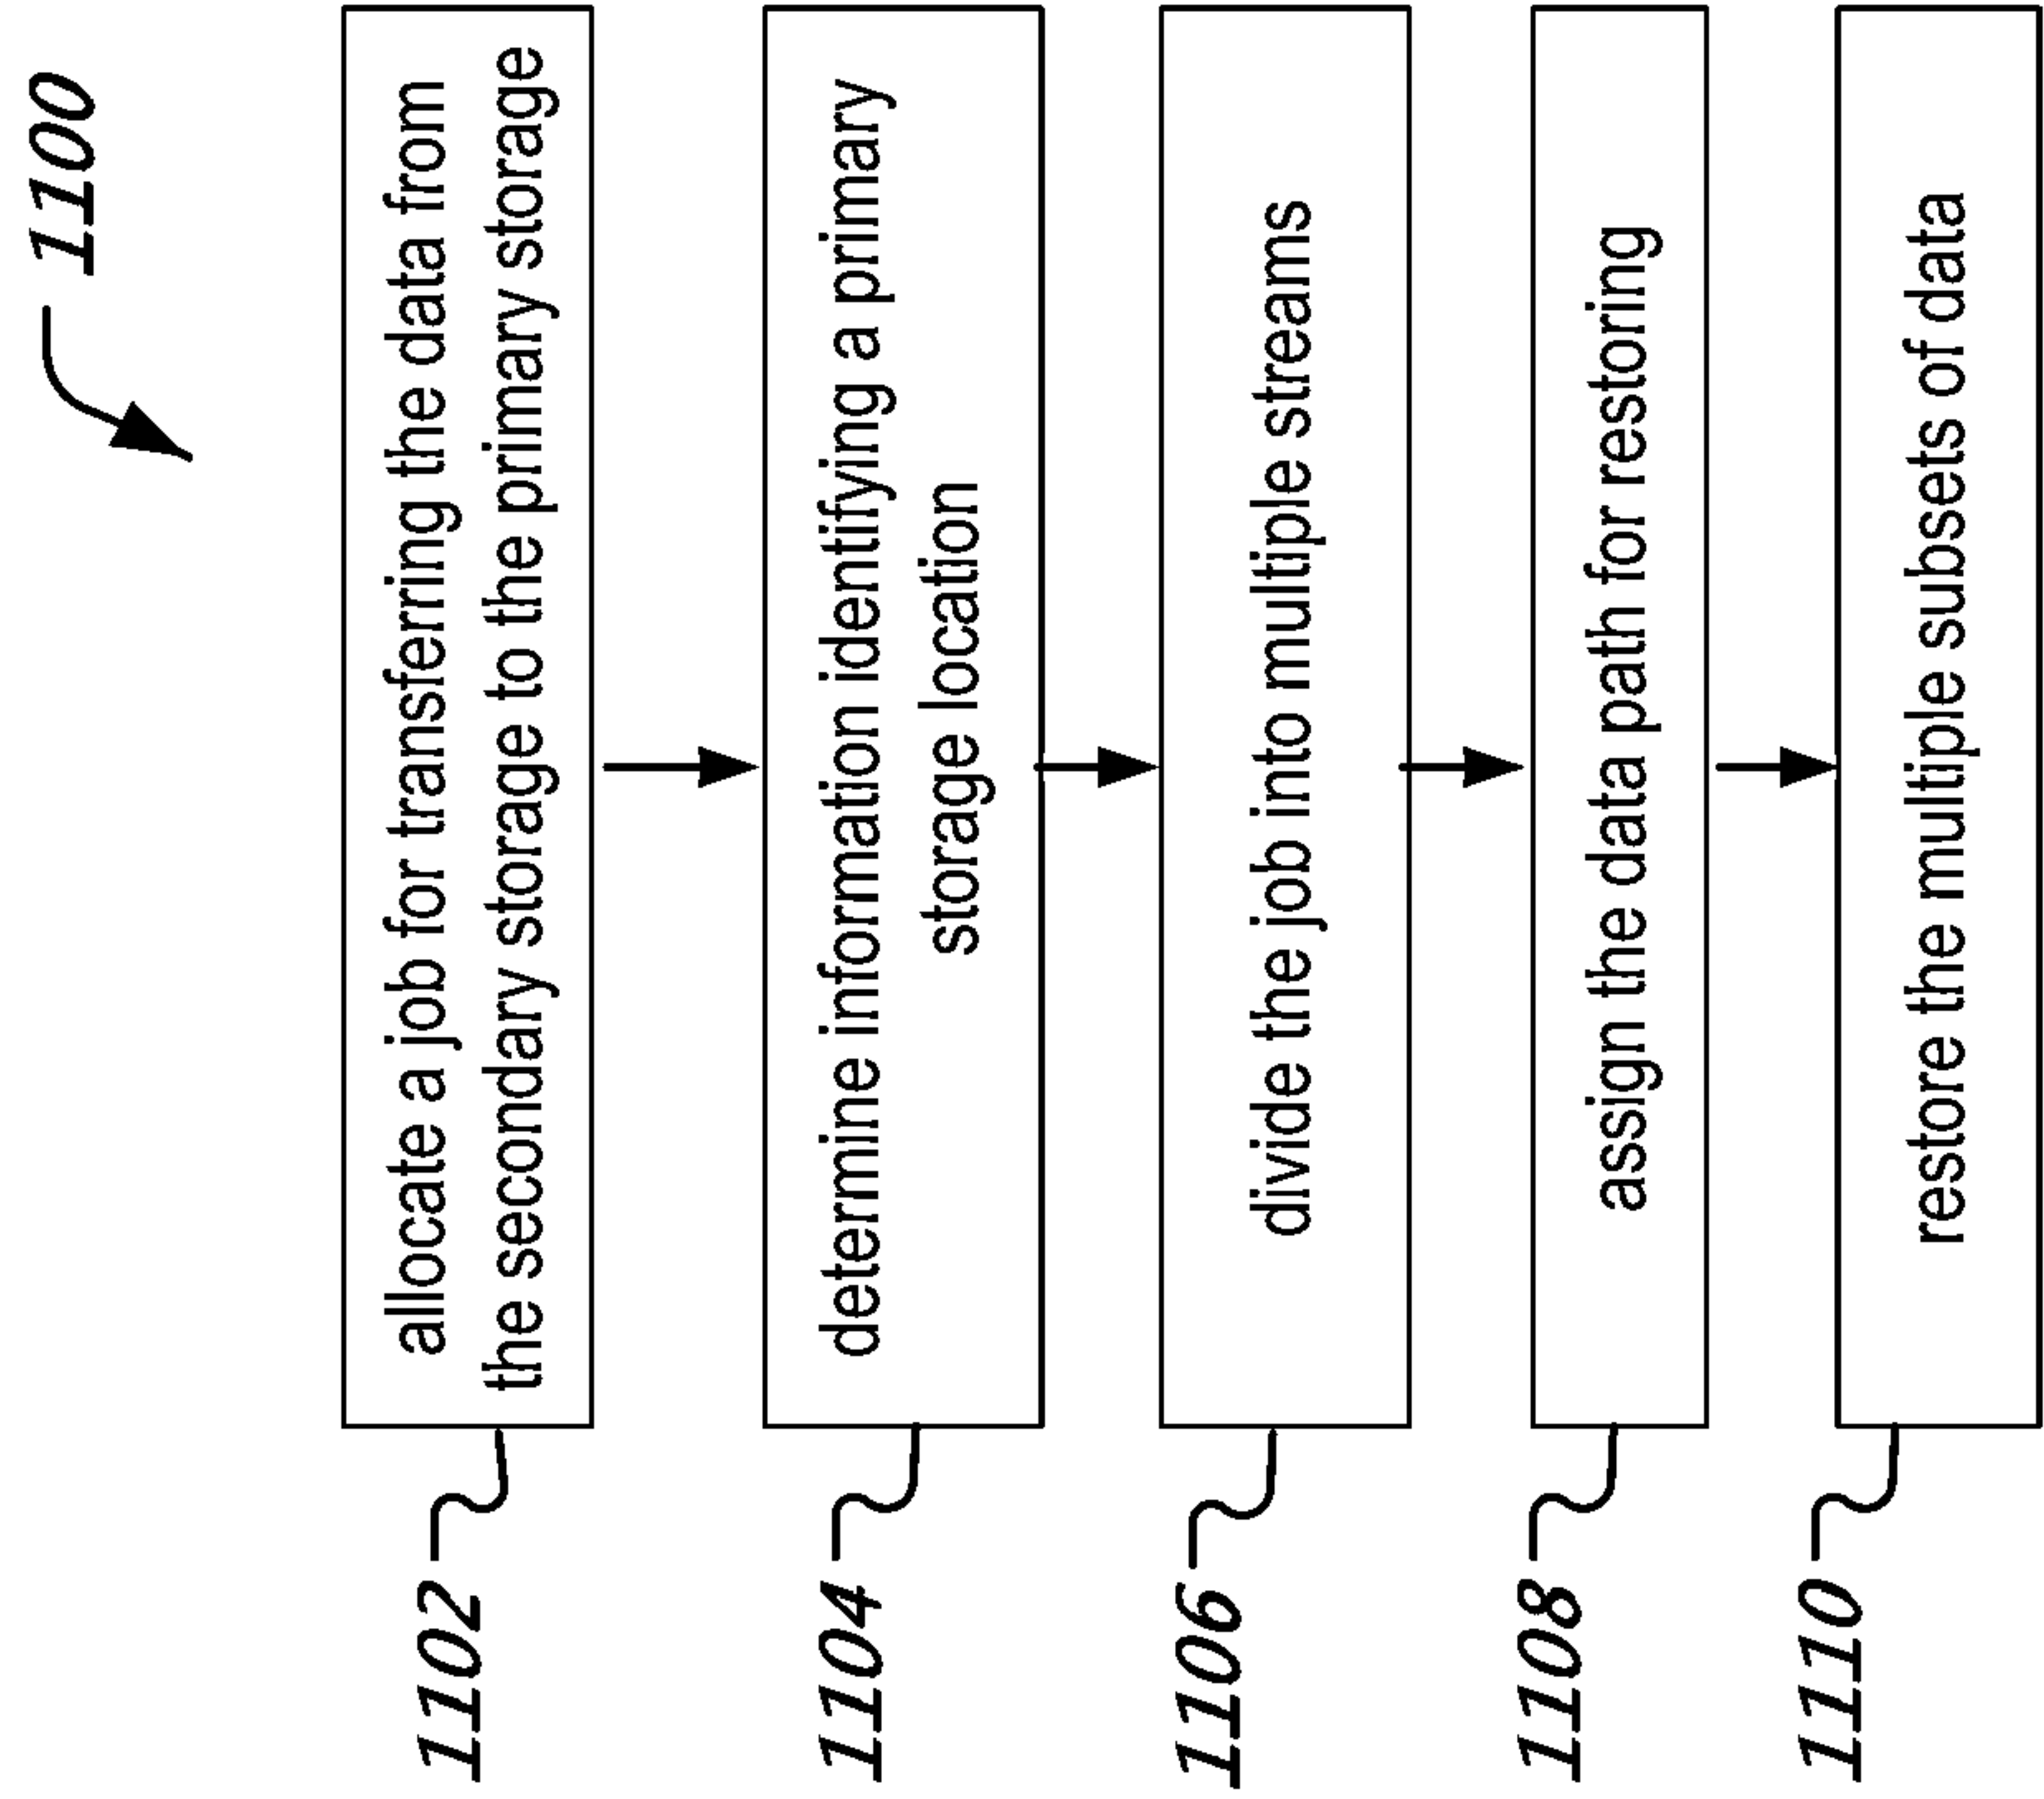 1100
1102
allocate a job for transferring the data from
the secondary storage to the primary storage
1104
determine information identifying a primary
storage location
1106
divide the job into multiple streams
1108
assign the data path for restoring
1110
restore the multiple subsets of data